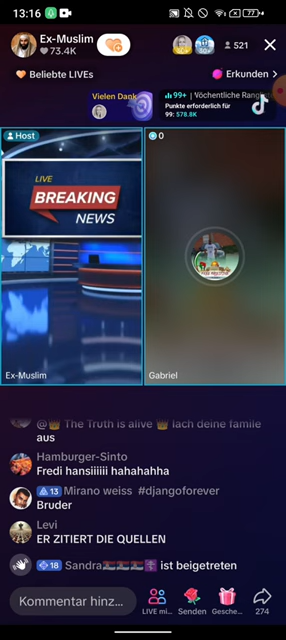 13:16
77
Ex-Muslim
73.4K
521
Beliebte LIVEs
Erkunden >
Vielen Dank
99+ | Wöchentliche Rang
Punkte erforderlich für
99: 578.8K
Host
0
LIVE
BREAKING
NEWS
Ex-Muslim
Gabriel
@👑 The Truth is alive 👑 lach deine famile
aus
Hamburger-Sinto
Fredi hansiiiiii hahahahha
13 Mirano weiss #djangoforever
Bruder
Levi
ER ZITIERT DIE QUELLEN
18 Sandra🇷🇸🇷🇸🇷🇸☦️ ist beigetreten
Kommentar hinz...
LIVE mi...
Senden
Gesche...
274